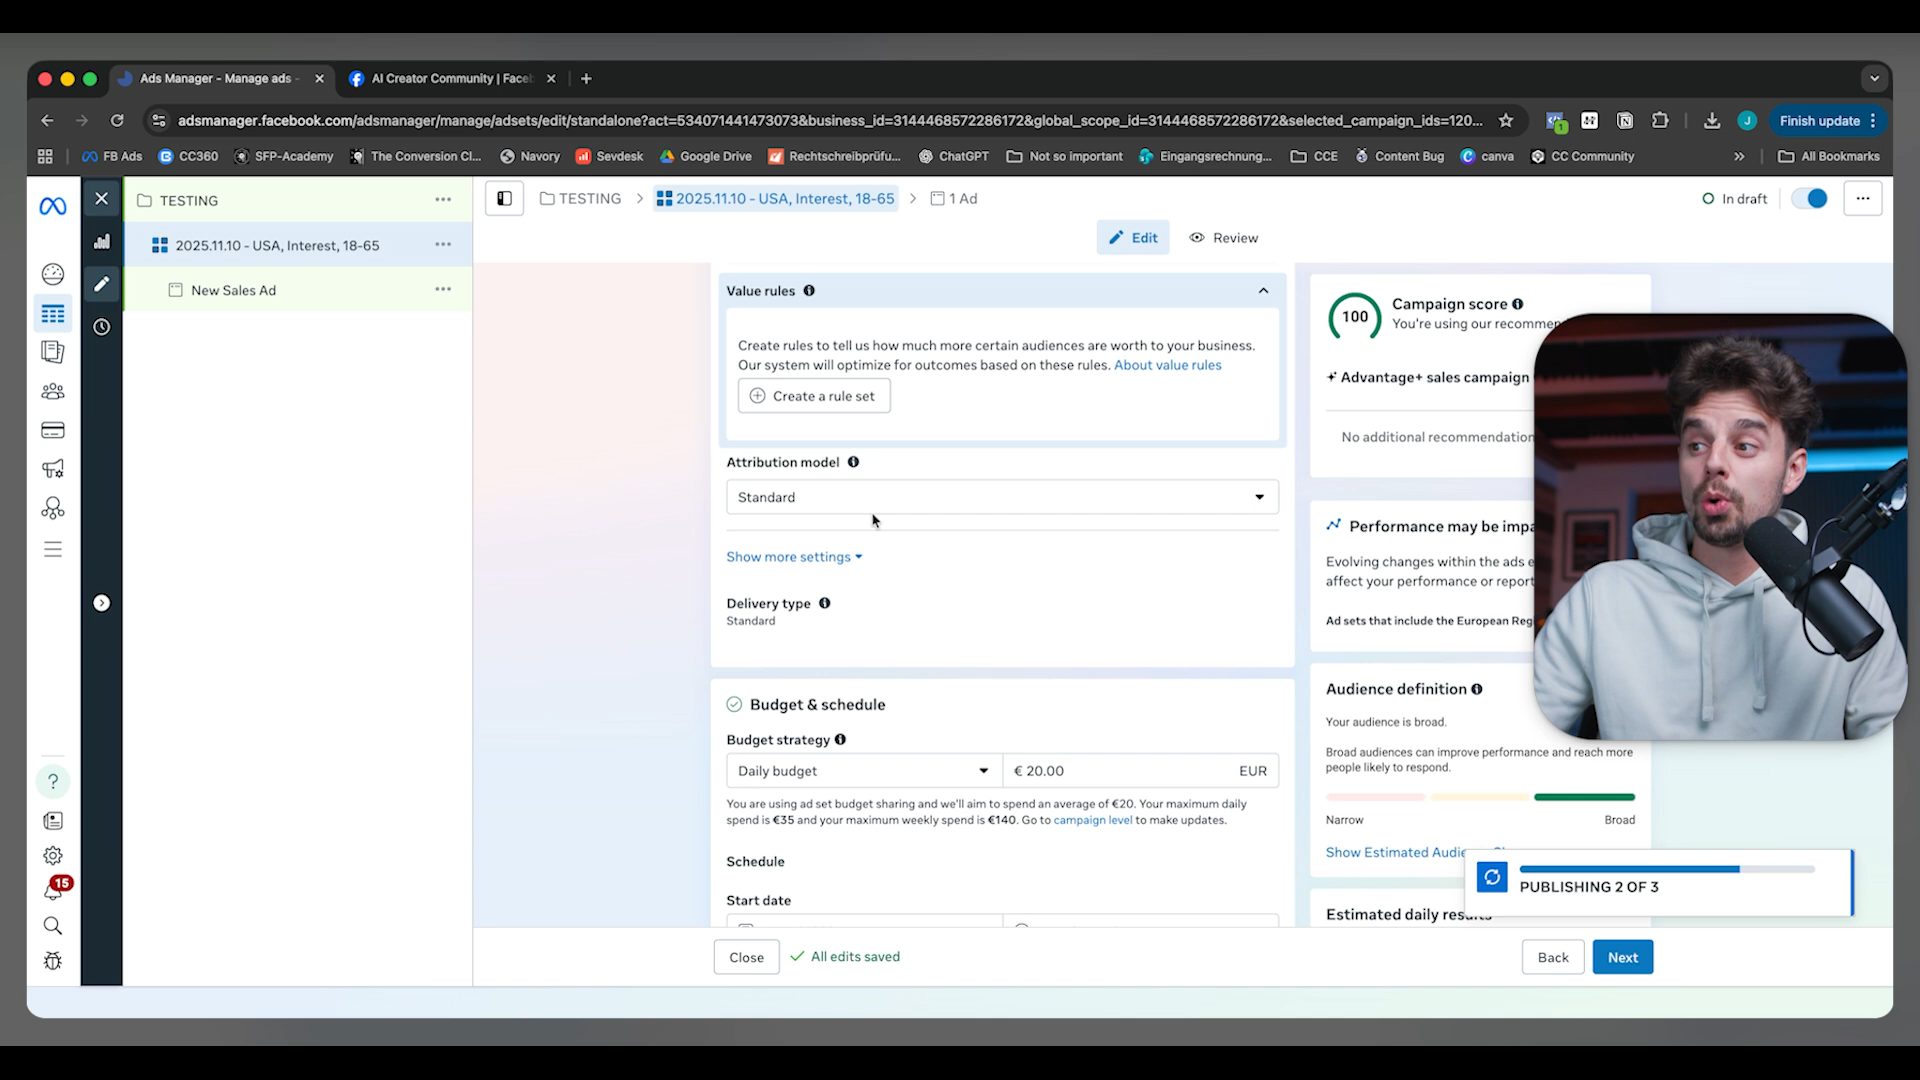 Ads Manager - Manage ads -
AI Creator Community | Face
adsmanager.facebook.com/adsmanager/manage/adsets/edit/standalone?act=534071441473073&business_id=3144468572286172&global_scope_id=3144468572286172&selected_campaign_ids=120...
1
J
Finish update
FB Ads
CC360
SFP-Academy
The Conversion Cl...
Navory
Sevdesk
Google Drive
Rechtschreibprüfu...
ChatGPT
Not so important
Eingangsrechnung...
CCE
Content Bug
canva
CC Community
»
All Bookmarks
TESTING
2025.11.10 - USA, Interest, 18-65
New Sales Ad
15
TESTING
2025.11.10 - USA, Interest, 18-65
1 Ad
In draft
Edit
Review
Value rules
Create rules to tell us how much more certain audiences are worth to your business.
Our system will optimize for outcomes based on these rules. About value rules
Create a rule set
Attribution model
Standard
Show more settings
Delivery type
Standard
Budget & schedule
Budget strategy
Daily budget
€ 20.00
EUR
You are using ad set budget sharing and we'll aim to spend an average of €20. Your maximum daily
spend is €35 and your maximum weekly spend is €140. Go to campaign level to make updates.
Schedule
Start date
Close
All edits saved
Back
Next
100
Campaign score
You're using our recommen
Advantage+ sales campaign
No additional recommendation
Performance may be impa
Evolving changes within the ads e
affect your performance or report
Ad sets that include the European Reg
Audience definition
Your audience is broad.
Broad audiences can improve performance and reach more
people likely to respond.
Narrow
Broad
Show Estimated Audie
PUBLISHING 2 OF 3
Estimated daily results